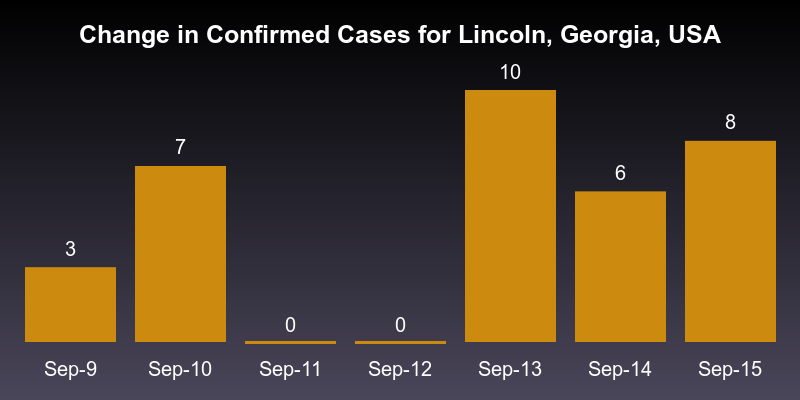 Change in Confirmed Cases for Lincoln, Georgia, USA
3
7
0
0
10
6
8
Sep-9
Sep-10
Sep-11
Sep-12
Sep-13
Sep-14
Sep-15